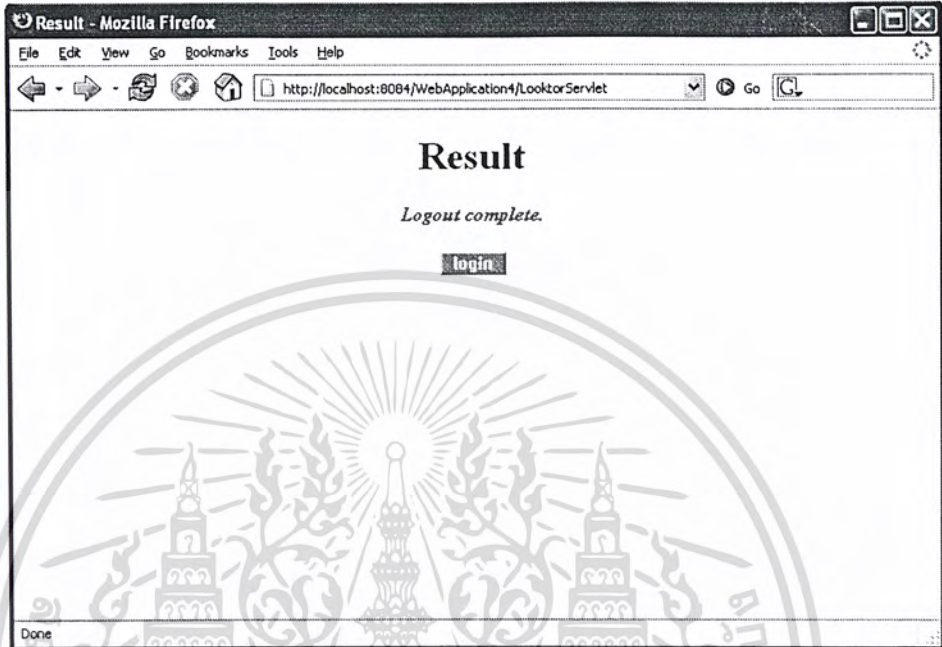 Result - Mozilla Firefox
File Edit View Go Bookmarks Tools Help
http://localhost:8084/WebApplication4/LooktorServlet Go G
Result
Logout complete.
login
Done